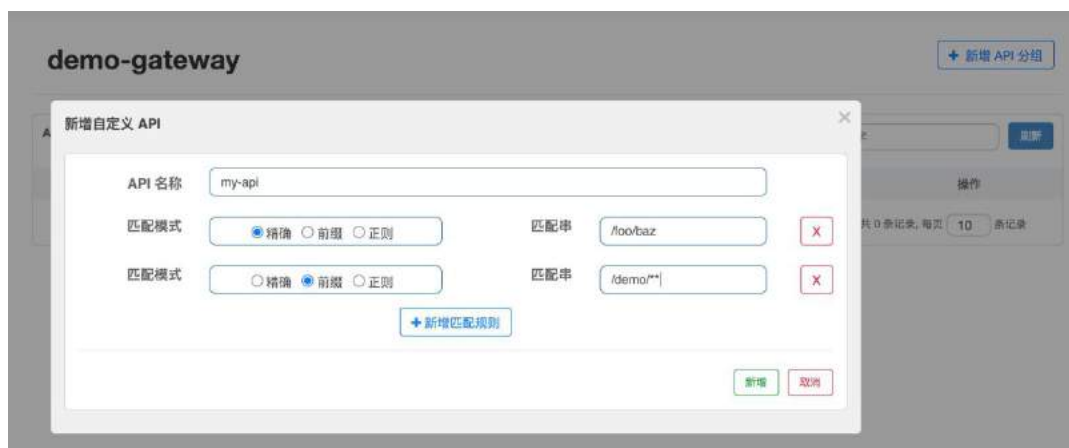 demo-gateway
+ 新增 API 分组
新增自定义 API
×
A
刷新
API 名称 my-api
操作
匹配模式 精确 前缀 正则 匹配串 /foo/baz X
共 0 条记录, 每页 10 条记录
匹配模式 精确 前缀 正则 匹配串 /demo/** X
+ 新增匹配规则
新增 取消